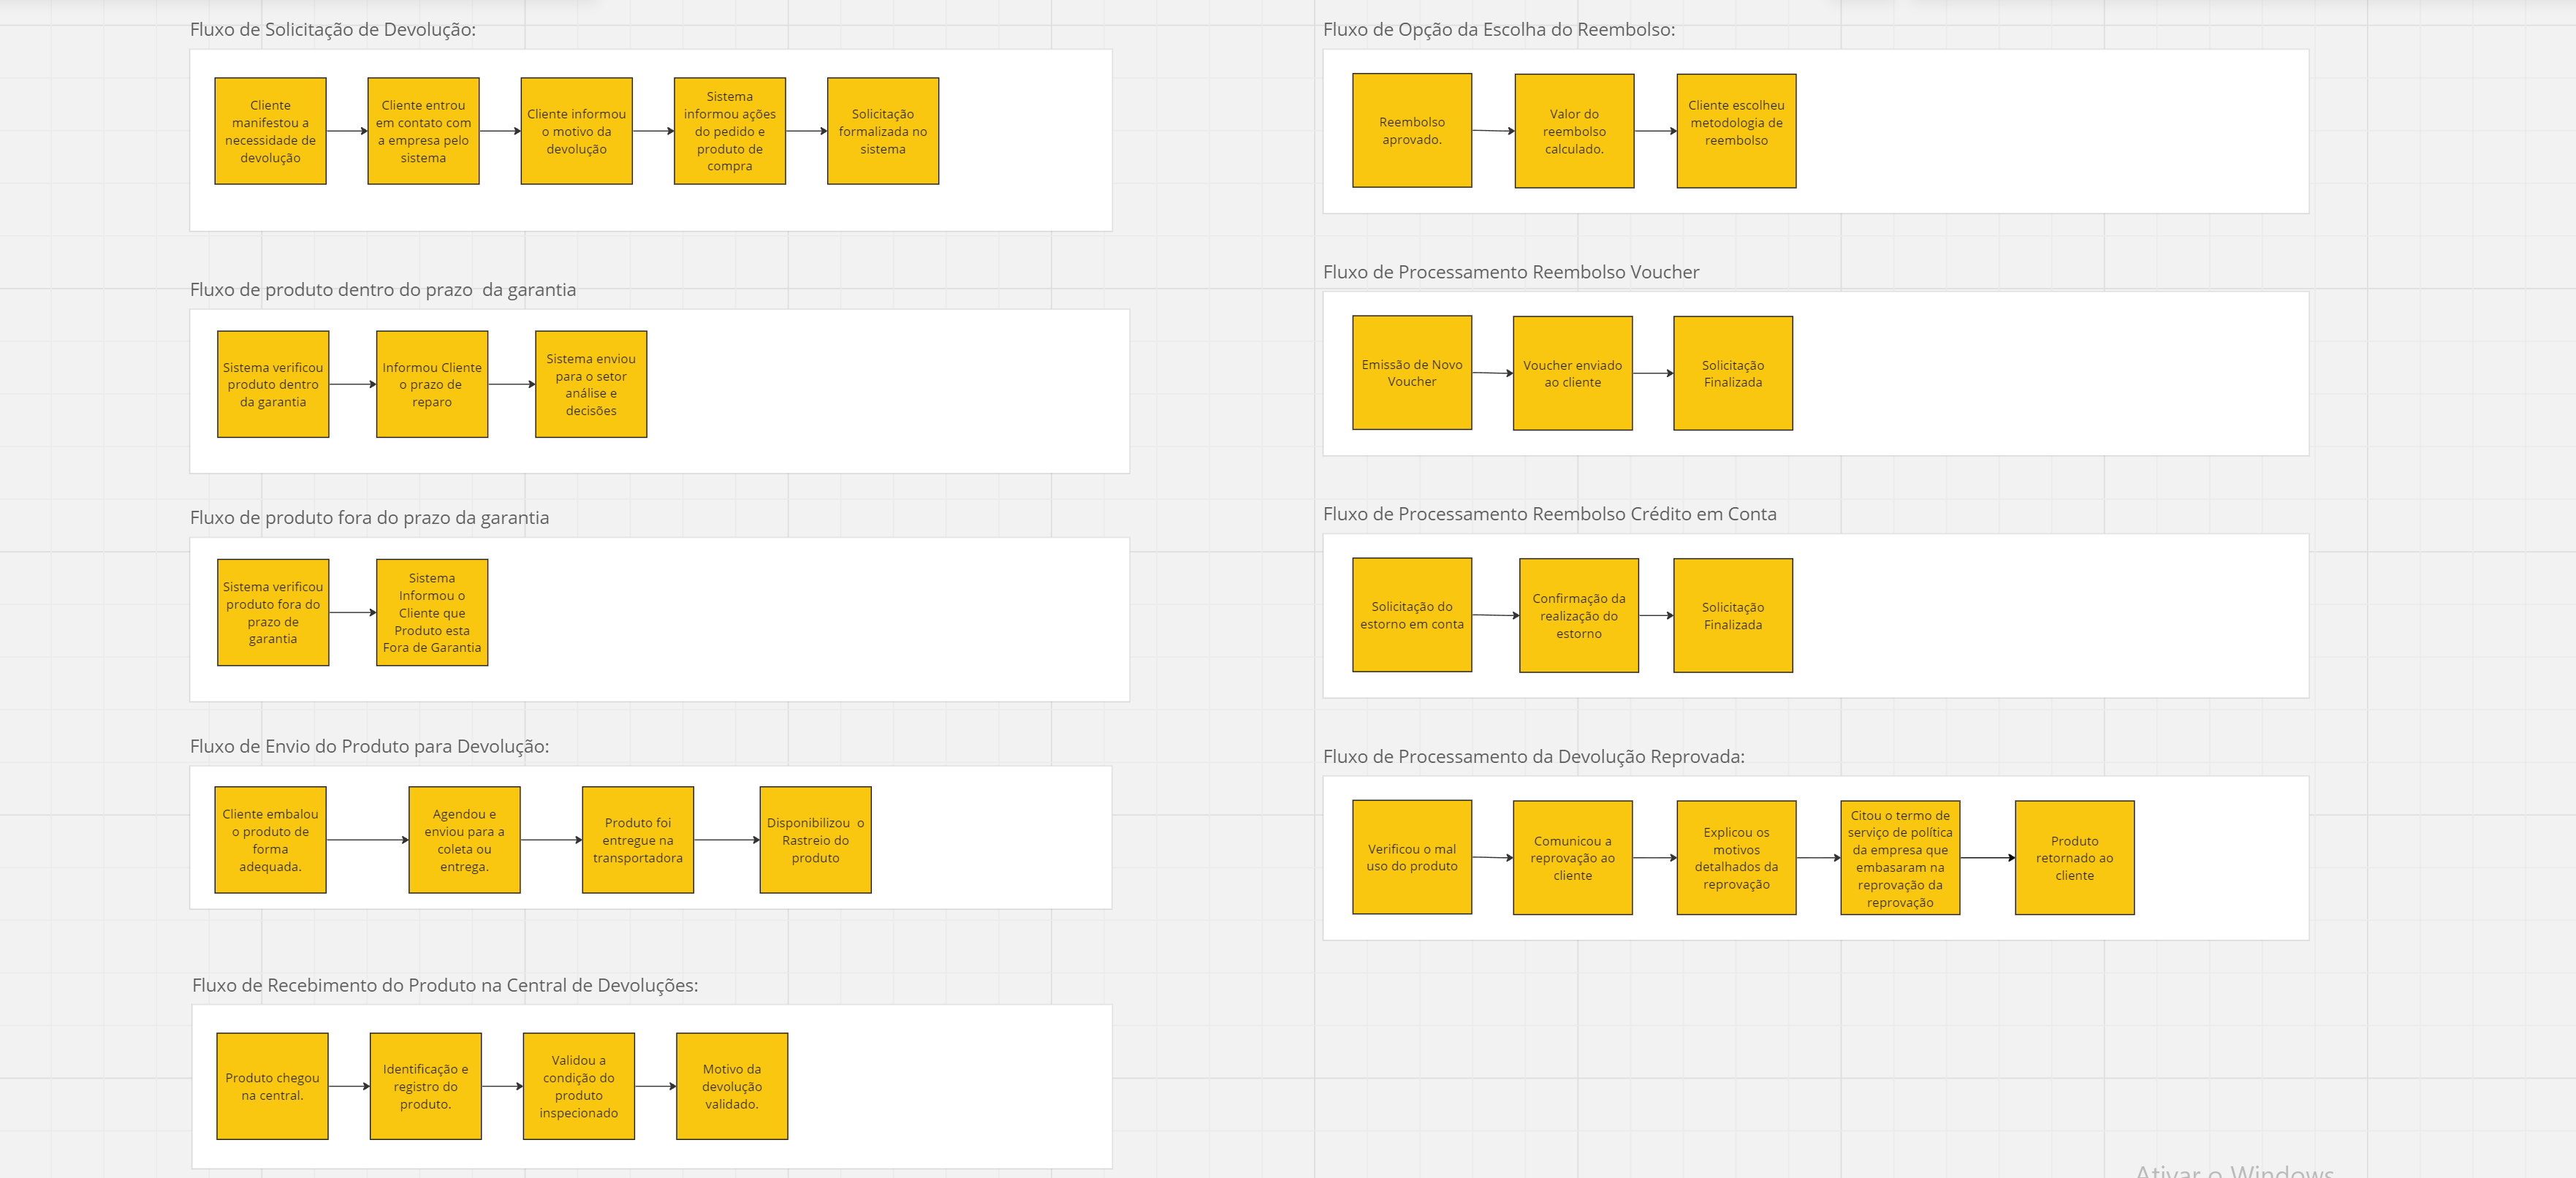 Fluxo de Solicitação de Devolução:
Cliente
manifestou a
necessidade de
devolução
Cliente entrou
em contato com
a empresa pelo
sistema
Cliente informou
o motivo da
devolução
Sistema
informou ações
do pedido e
produto de
compra
Solicitação
formalizada no
sistema
Fluxo de produto dentro do prazo  da garantia
Sistema verificou
produto dentro
da garantia
Informou Cliente
o prazo de
reparo
Sistema enviou
para o setor
análise e
decisões
Fluxo de produto fora do prazo da garantia
Sistema verificou
produto fora do
prazo de
garantia
Sistema
Informou o
Cliente que
Produto esta
Fora de Garantia
Fluxo de Envio do Produto para Devolução:
Cliente embalou
o produto de
forma
adequada.
Agendou e
enviou para a
coleta ou
entrega.
Produto foi
entregue na
transportadora
Disponibilizou  o
Rastreio do
produto
Fluxo de Recebimento do Produto na Central de Devoluções:
Produto chegou
na central.
Identificação e
registro do
produto.
Validou a
condição do
produto
inspecionado
Motivo da
devolução
validado.
Fluxo de Opção da Escolha do Reembolso:
Reembolso
aprovado.
Valor do
reembolso
calculado.
Cliente escolheu
metodologia de
reembolso
Fluxo de Processamento Reembolso Voucher
Emissão de Novo
Voucher
Voucher enviado
ao cliente
Solicitação
Finalizada
Fluxo de Processamento Reembolso Crédito em Conta
Solicitação do
estorno em conta
Confirmação da
realização do
estorno
Solicitação
Finalizada
Fluxo de Processamento da Devolução Reprovada:
Verificou o mal
uso do produto
Comunicou a
reprovação ao
cliente
Explicou os
motivos
detalhados da
reprovação
Citou o termo de
serviço de política
da empresa que
embasaram na
reprovação da
reprovação
Produto
retornado ao
cliente
Ativar o Windows